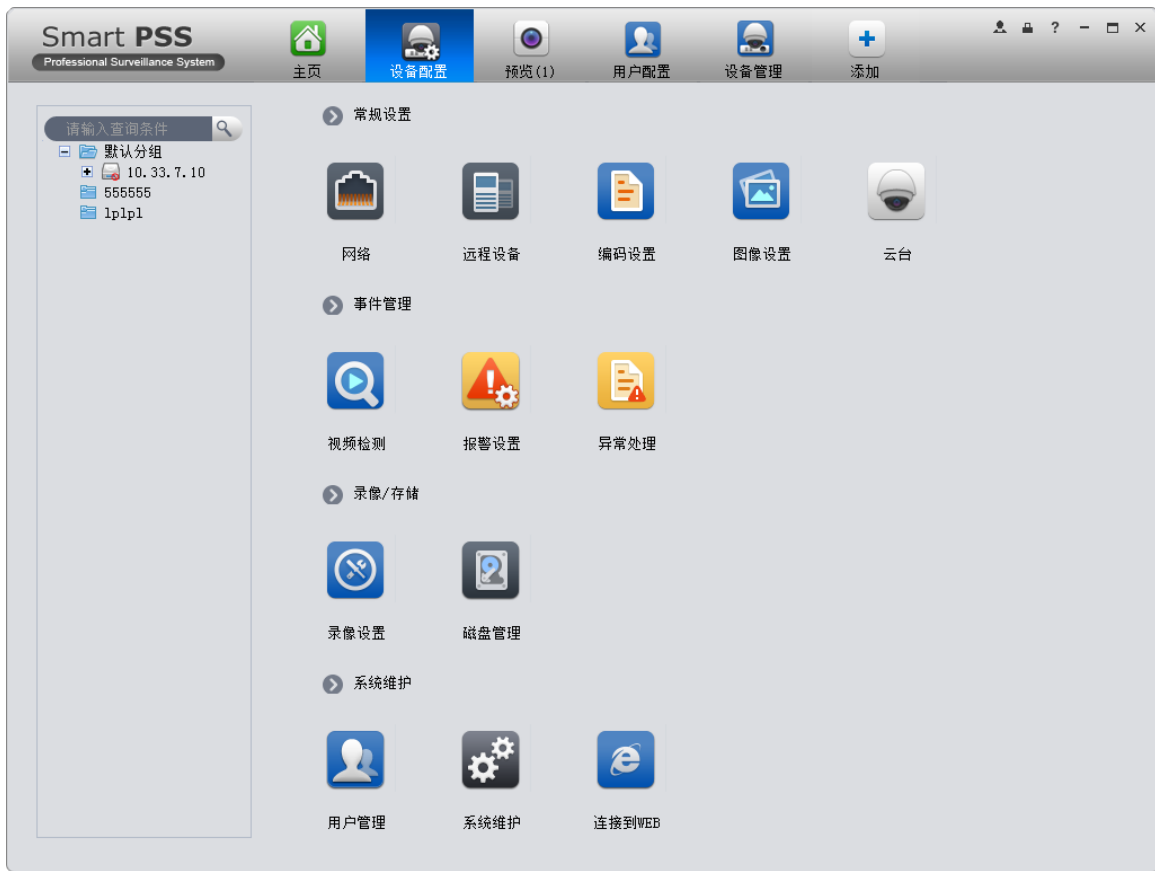 Smart PSS
Professional Surveillance System
主页
设备配置
预览(1)
用户配置
设备管理
添加
请输入查询条件
默认分组
10.33.7.10
555555
lplpl
常规设置
网络
远程设备
编码设置
图像设置
云台
事件管理
视频检测
报警设置
异常处理
录像/存储
录像设置
磁盘管理
系统维护
用户管理
系统维护
连接到WEB